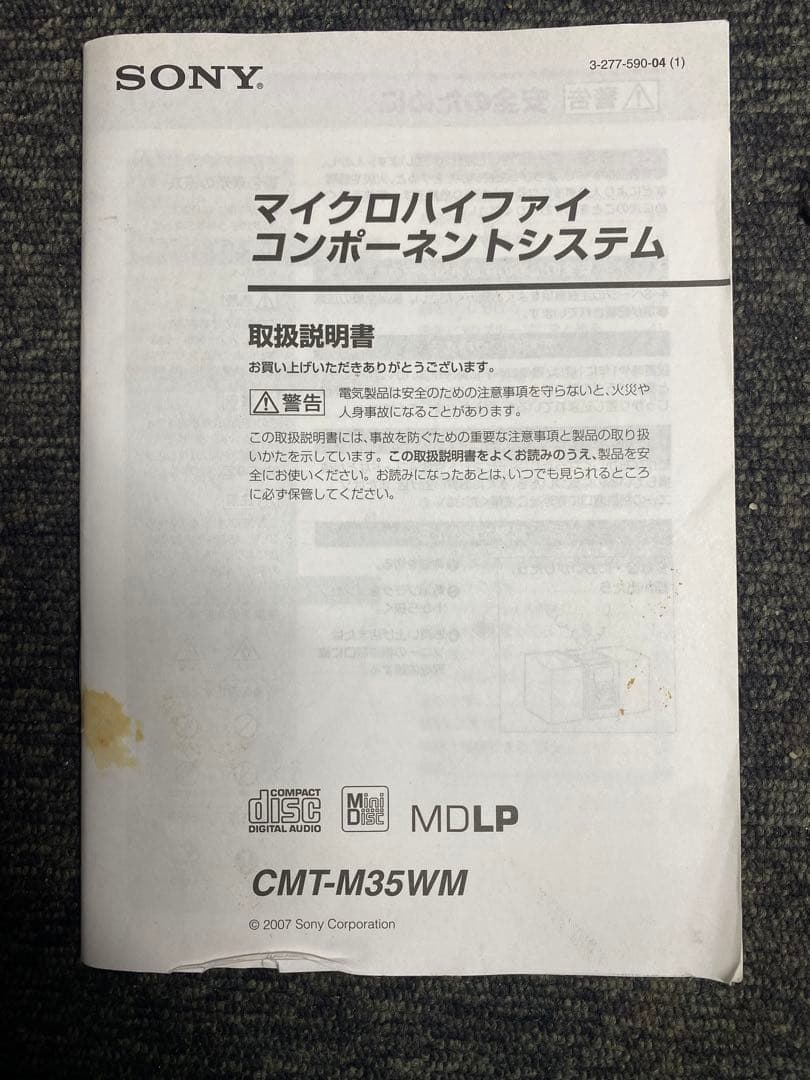 SONY®
3-277-590-04 (1)
マイクロハイファイ
コンポーネントシステム
取扱説明書
お買い上げいただきありがとうございます。
警告
電気製品は安全のための注意事項を守らないと、火災や
人身事故になることがあります。
この取扱説明書には、事故を防ぐための重要な注意事項と製品の取り扱
いかたを示しています。この取扱説明書をよくお読みのうえ、製品を安
全にお使いください。お読みになったあとは、いつでも見られるところ
に必ず保管してください。
COMPACT
disc
DIGITAL AUDIO
Mini
Disc
MDLP
CMT-M35WM
© 2007 Sony Corporation